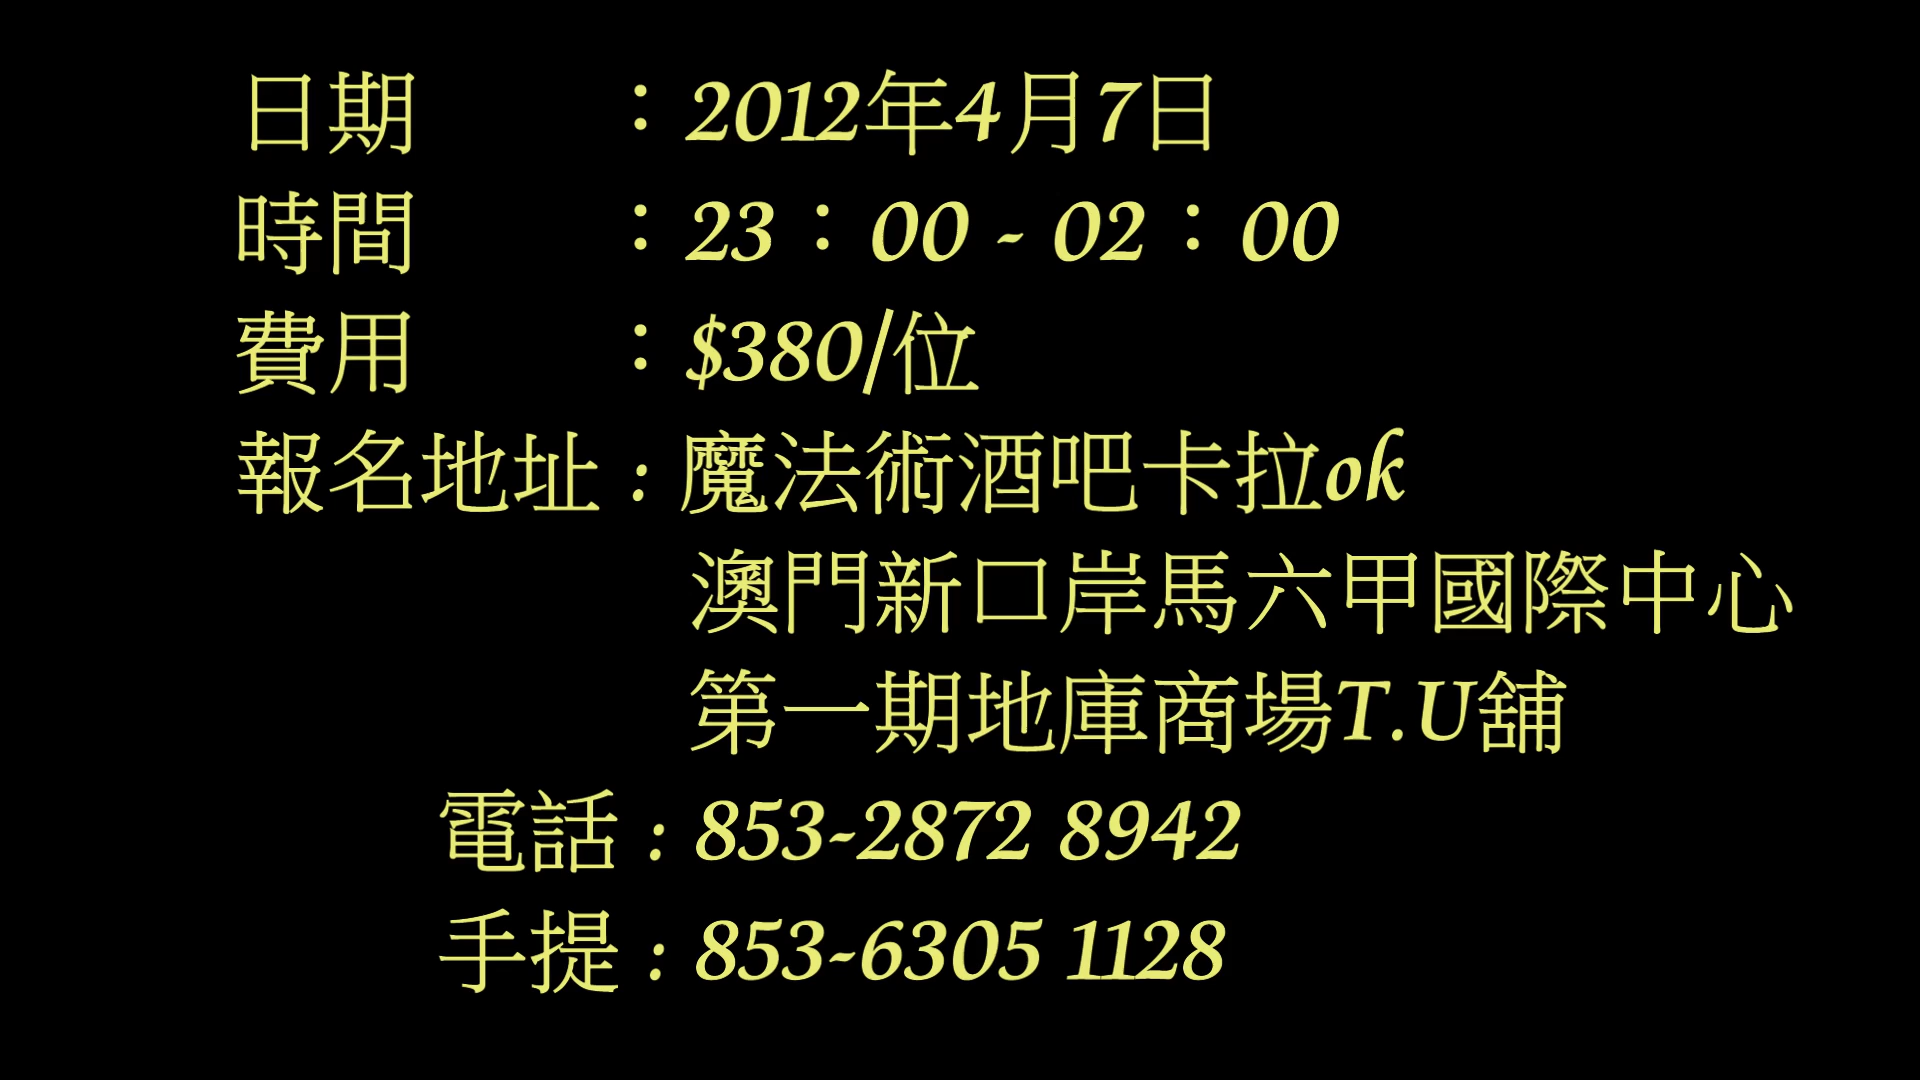 日期 : 2012年4月7日
時間 : 23 : 00 - 02 : 00
費用 : $380/位
報名地址 : 魔法術酒吧卡拉ok
澳門新口岸馬六甲國際中心
第一期地庫商場T.U舖
電話 : 853-2872 8942
手提 : 853-6305 1128